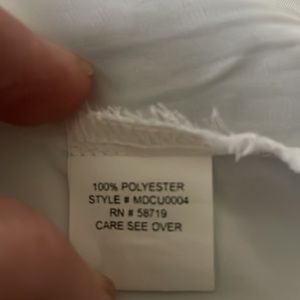 100% POLYESTER
STYLE # MDCU0004
RN # 58719
CARE SEE OVER